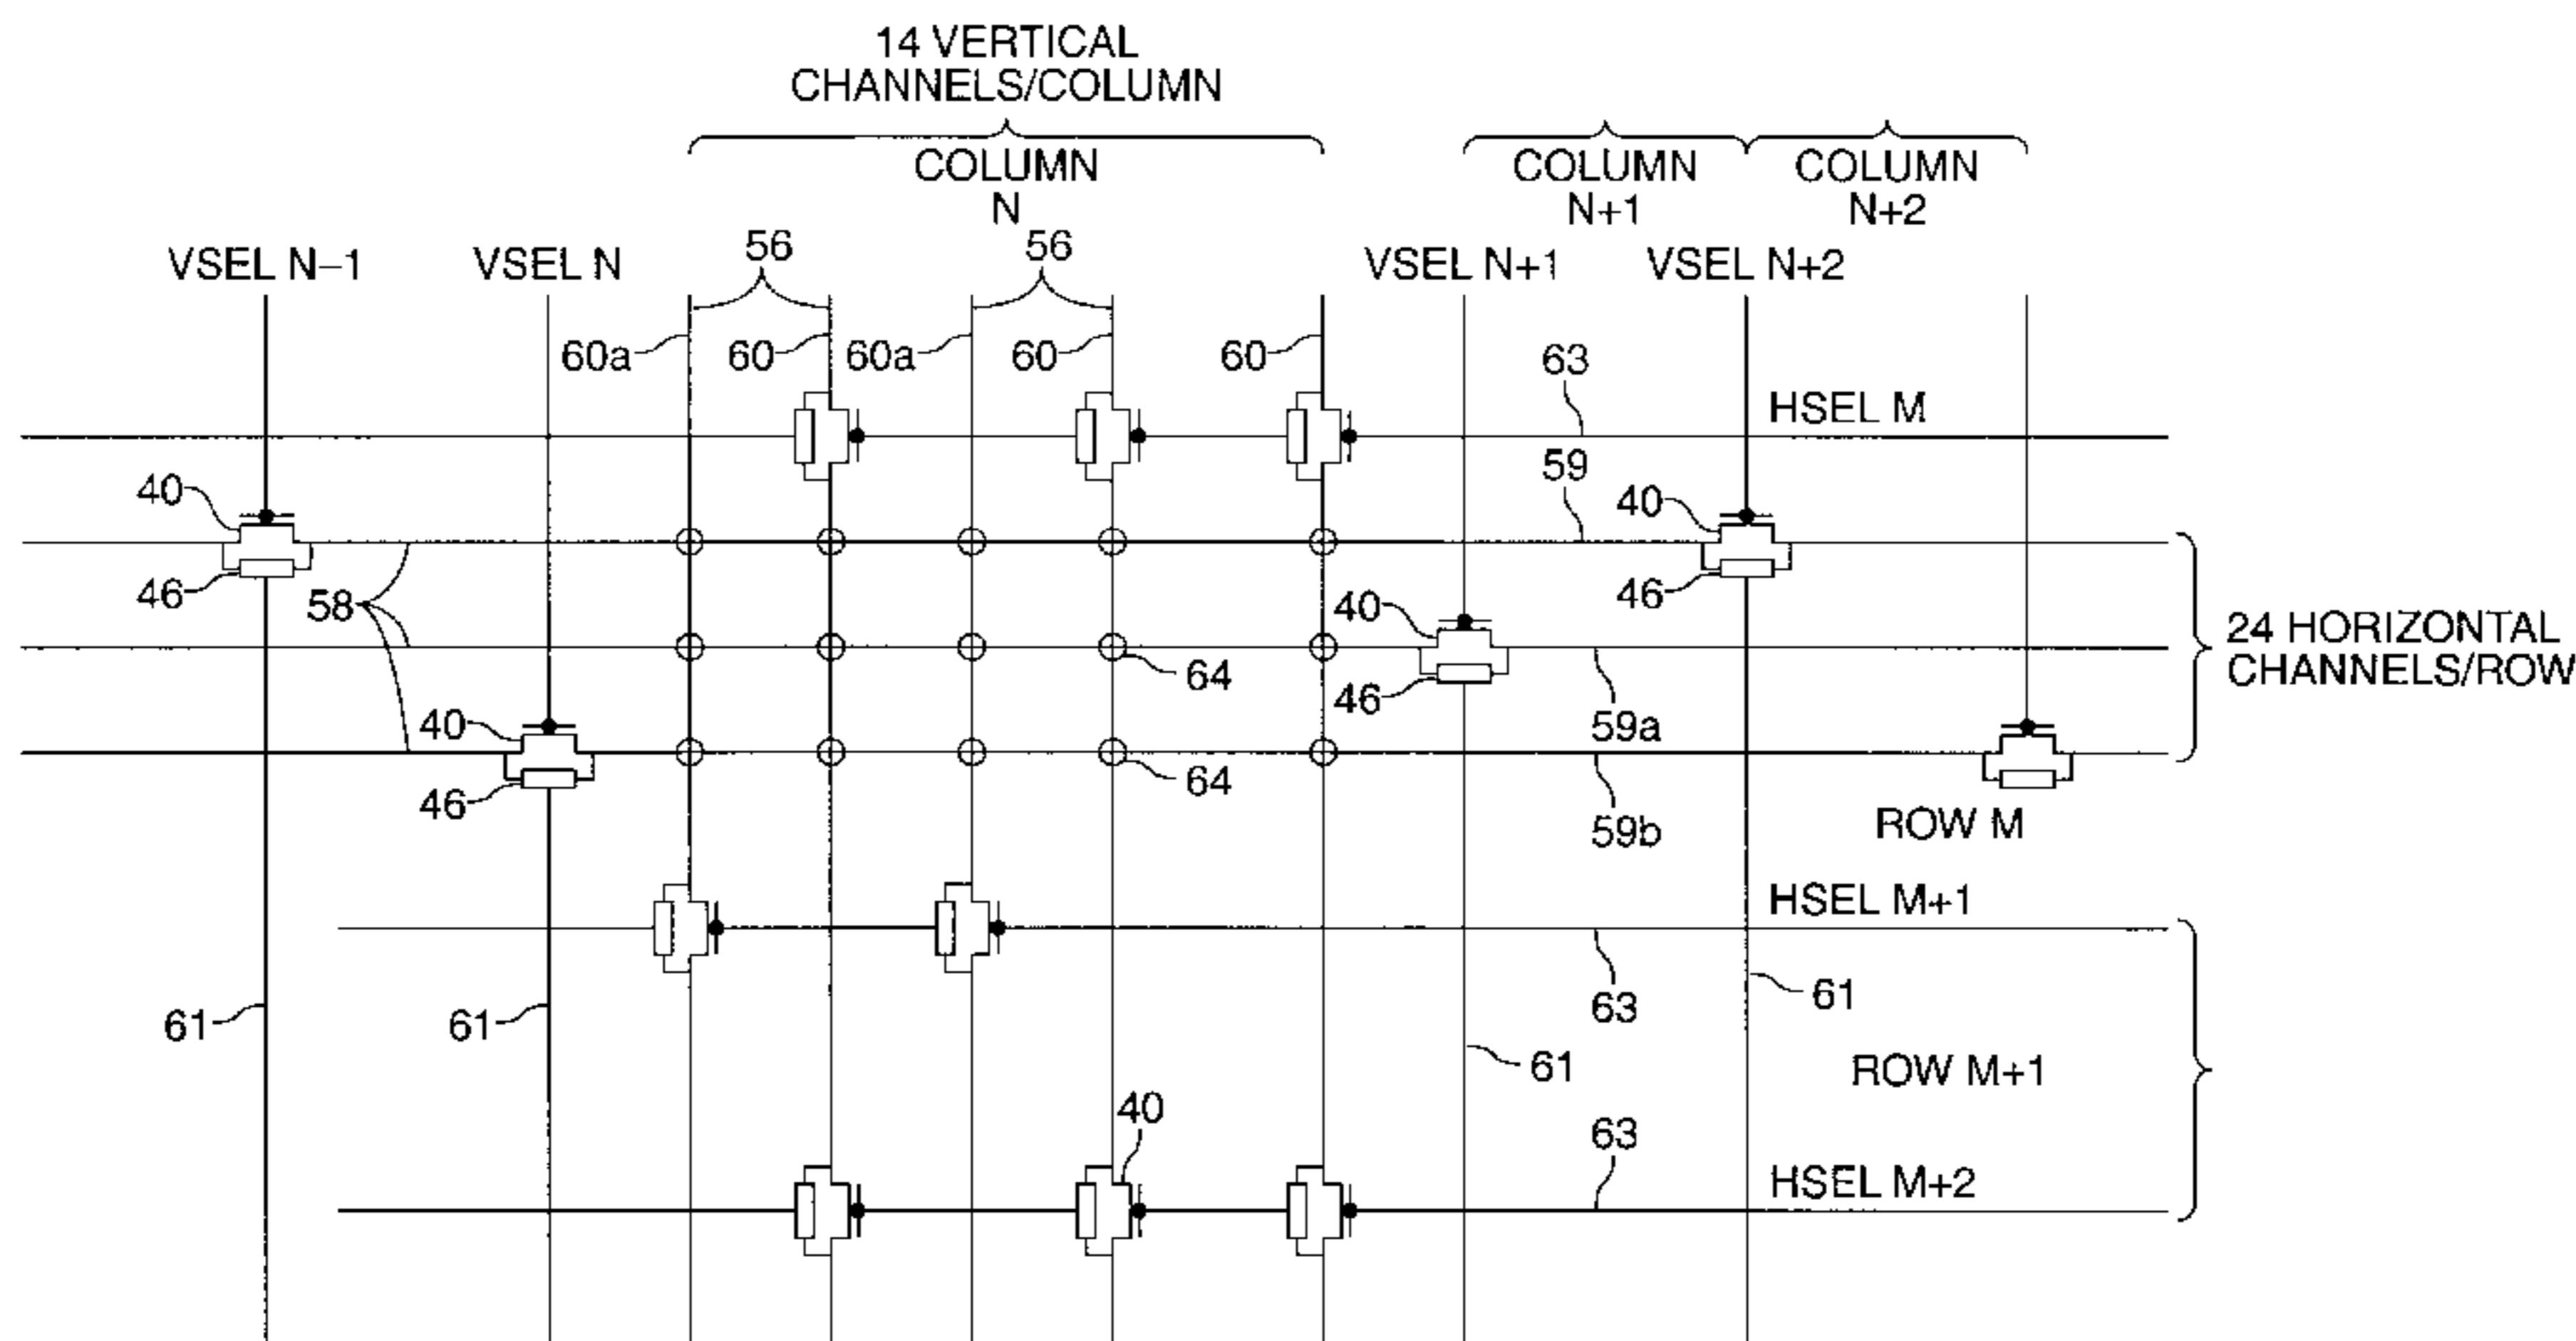 14 VERTICAL
CHANNELS/COLUMN
COLUMN
N
COLUMN
N+1
COLUMN
N+2
VSEL N–1
VSEL N
56
56
VSEL N+1
VSEL N+2
60a
60
60a
60
60
63
HSEL M
40
59
40
46
58
40
46
24 HORIZONTAL
CHANNELS/ROW
64
46
59a
40
64
46
59b
ROW M
HSEL M+1
61
61
63
61
61
ROW M+1
40
63
HSEL M+2